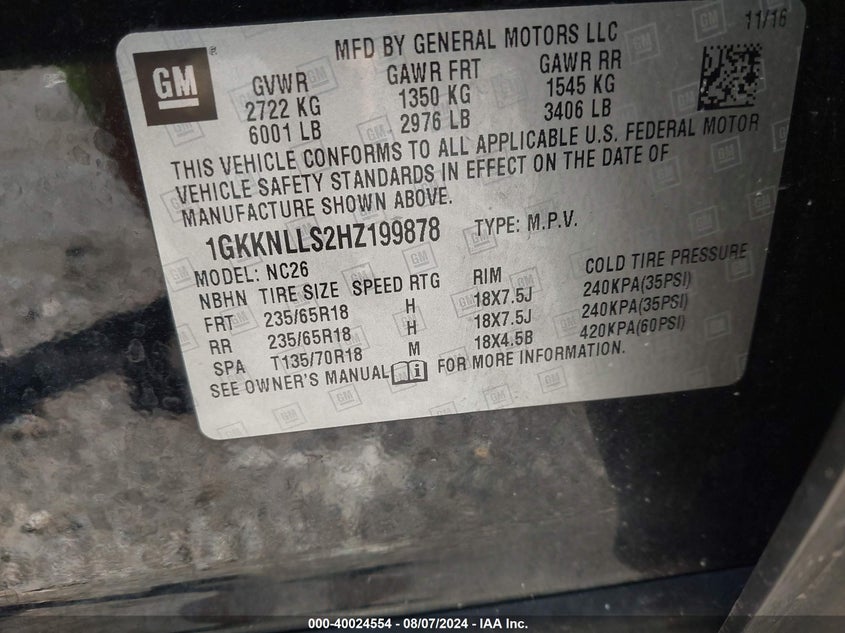 GM
MFD BY GENERAL MOTORS LLC
11/16
GVWR GAWR FRT GAWR RR
2722 KG 1350 KG 1545 KG
6001 LB 2976 LB 3406 LB
THIS VEHICLE CONFORMS TO ALL APPLICABLE U.S. FEDERAL MOTOR
VEHICLE SAFETY STANDARDS IN EFFECT ON THE DATE OF
MANUFACTURE SHOWN ABOVE.
1GKKNLLS2HZ199878 TYPE: M.P.V.
MODEL: NC26
NBHN TIRE SIZE SPEED RTG RIM COLD TIRE PRESSURE
FRT 235/65R18 H 18X7.5J 240KPA(35PSI)
RR 235/65R18 H 18X7.5J 240KPA(35PSI)
SPA T135/70R18 M 18X4.5B 420KPA(60PSI)
SEE OWNER'S MANUAL i FOR MORE INFORMATION.
000-40024554 - 08/07/2024 - IAA Inc.